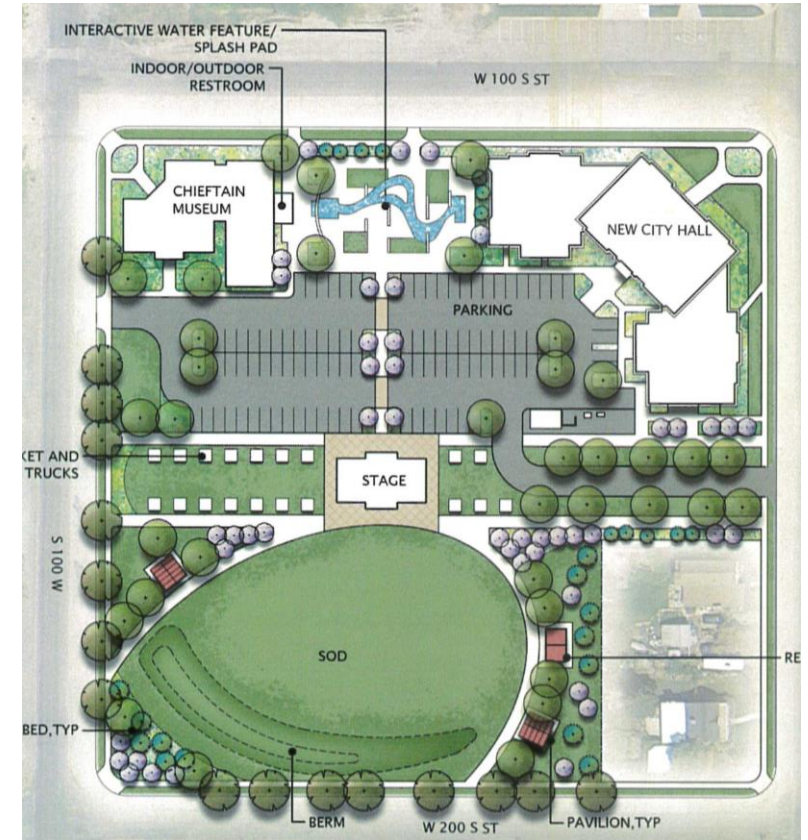 INTERACTIVE WATER FEATURE/
SPLASH PAD
INDOOR/OUTDOOR
RESTROOM
W 100 S ST
CHIEFTAIN
MUSEUM
NEW CITY HALL
PARKING
KET AND
TRUCKS
STAGE
S 100 W
SOD
RE
BED,TYP
BERM
W 200 S ST
PAVILION,TYP